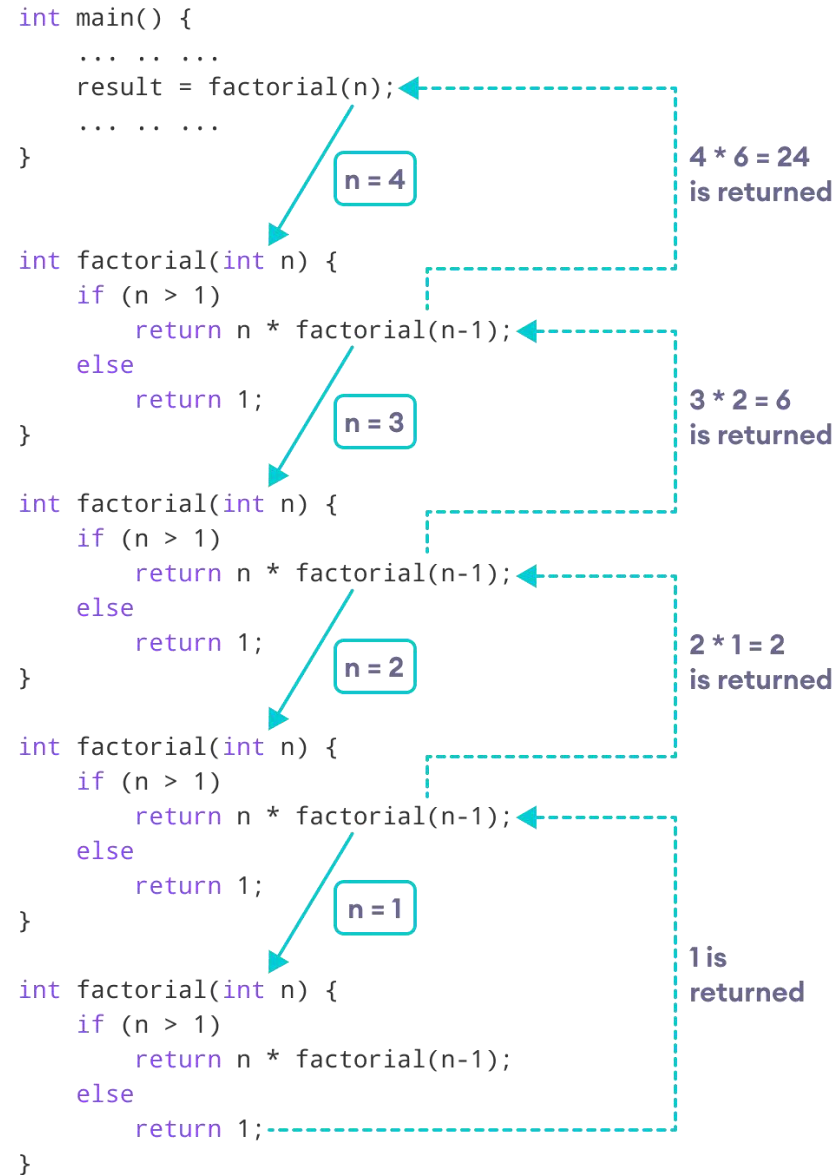 int main() {
    ... .. ...
    result = factorial(n);
    ... .. ...
}
4 * 6 = 24
is returned
n = 4
int factorial(int n) {
    if (n > 1)
        return n * factorial(n-1);
    else
        return 1;
}
3 * 2 = 6
is returned
n = 3
int factorial(int n) {
    if (n > 1)
        return n * factorial(n-1);
    else
        return 1;
}
2 * 1 = 2
is returned
n = 2
int factorial(int n) {
    if (n > 1)
        return n * factorial(n-1);
    else
        return 1;
}
n = 1
1 is
returned
int factorial(int n) {
    if (n > 1)
        return n * factorial(n-1);
    else
        return 1;
}